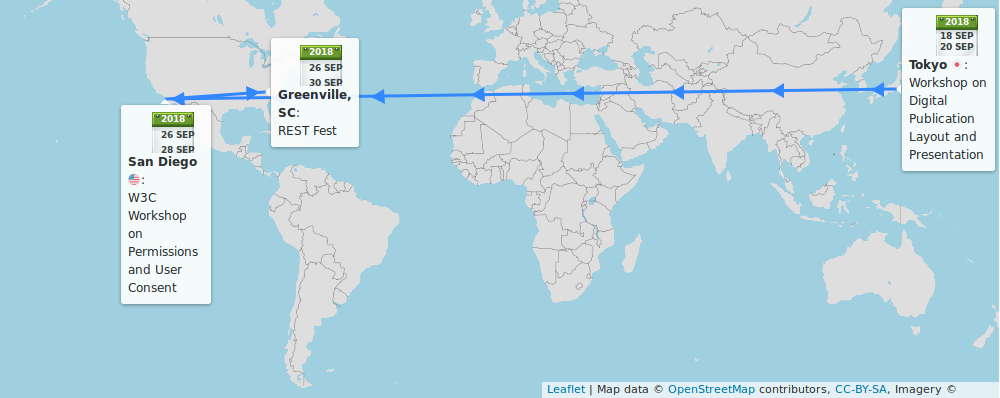 2018
18 SEP
20 SEP
Tokyo :
Workshop on
Digital
Publication
Layout and
Presentation
2018
26 SEP
30 SEP
Greenville,
SC:
REST Fest
2018
26 SEP
28 SEP
San Diego
:
W3C
Workshop
on
Permissions
and User
Consent
Leaflet | Map data © OpenStreetMap contributors, CC-BY-SA, Imagery ©